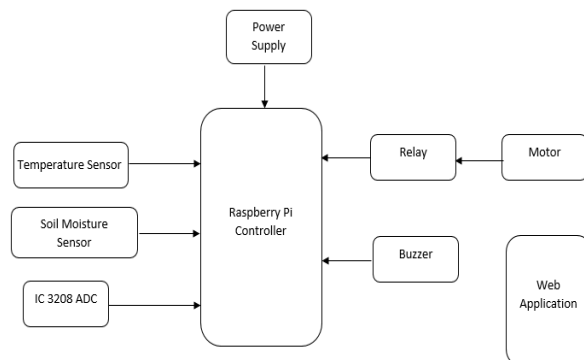 Power
Supply
Temperature Sensor
Relay
Motor
Soil Moisture
Sensor
Raspberry Pi
Controller
Buzzer
IC 3208 ADC
Web
Application